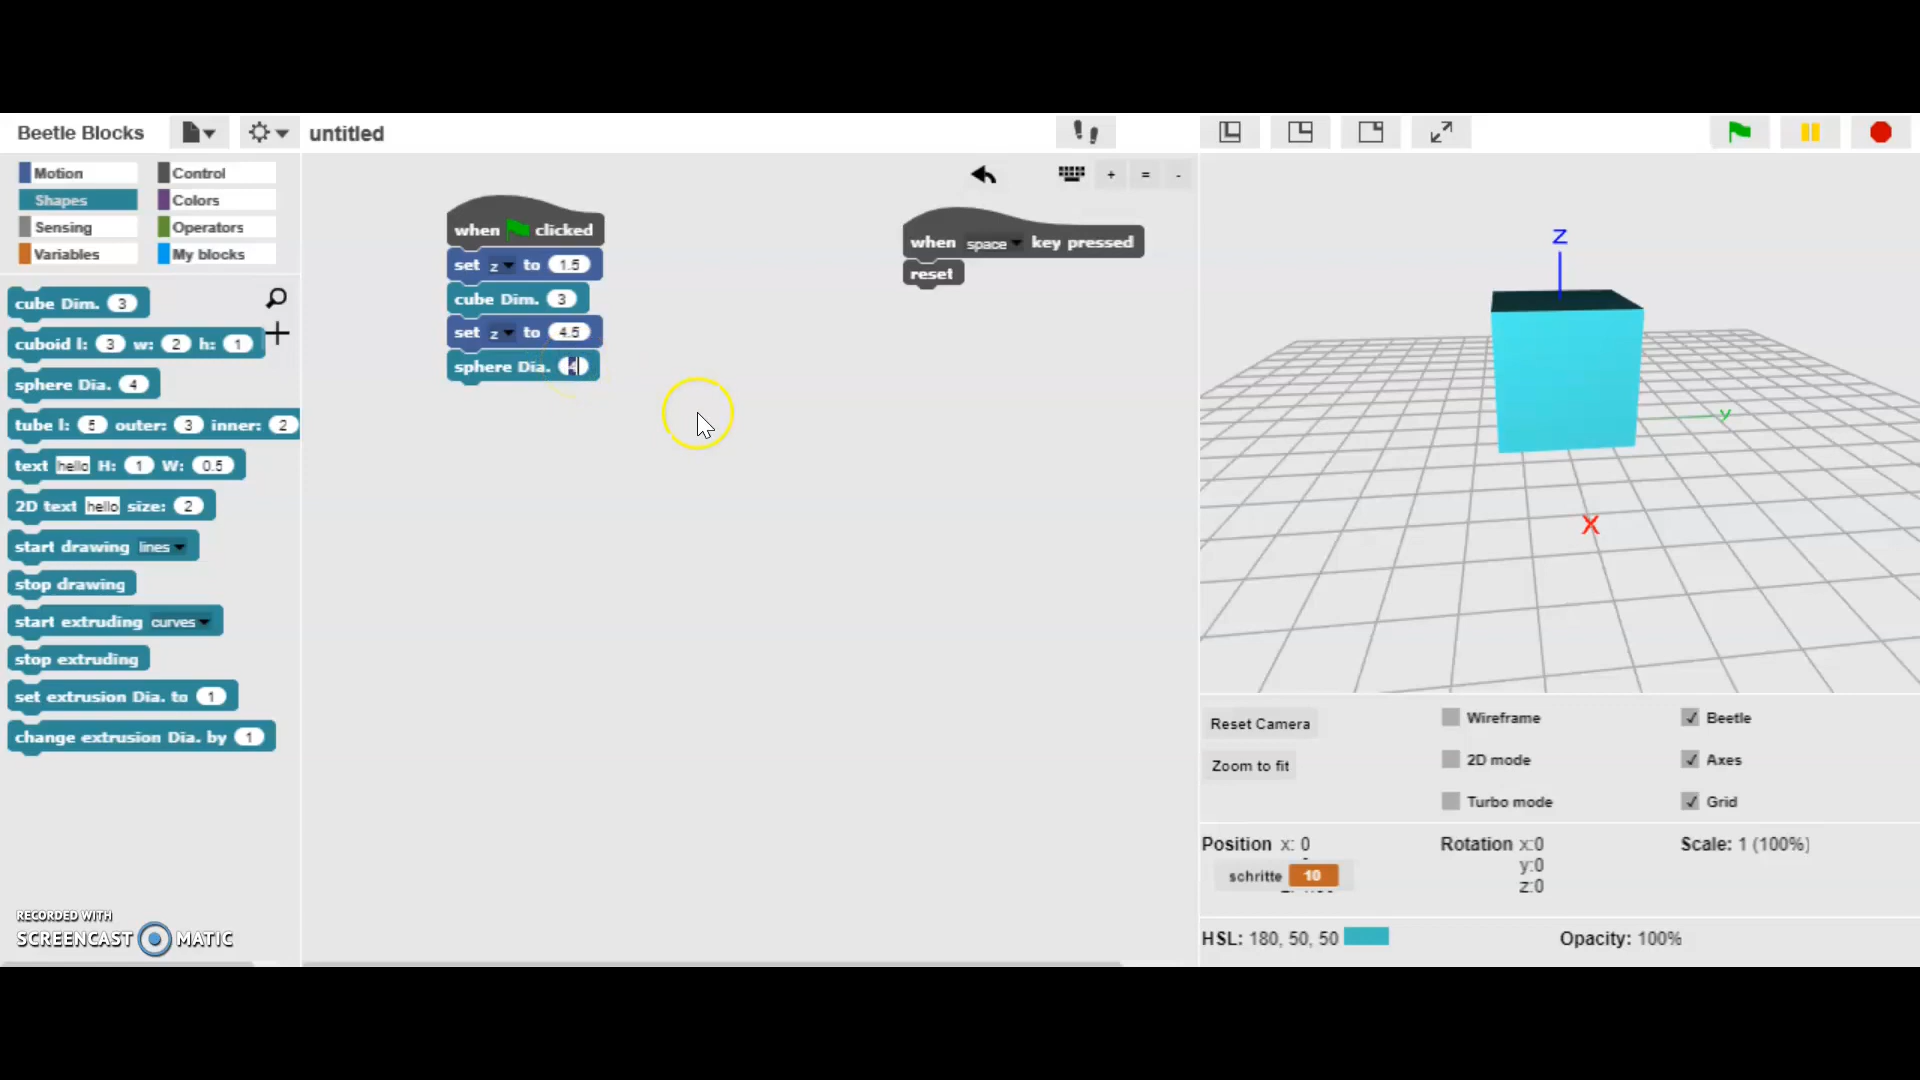 Beetle Blocks
untitled
Motion
Control
Shapes
Colors
Sensing
Operators
Variables
My blocks
cube Dim. 3
cuboid l: 3 w: 2 h: 1
sphere Dia. 4
tube l: 5 outer: 3 inner: 2
text hello H: 1 W: 0.5
2D text hello size: 2
start drawing lines
stop drawing
start extruding curves
stop extruding
set extrusion Dia. to 1
change extrusion Dia. by 1
RECORDED WITH
SCREENCAST MATIC
when clicked
set z to 1.5
cube Dim. 3
set z to 4.5
sphere Dia. 4
+ = -
when space key pressed
reset
Z
y
X
Reset Camera
Zoom to fit
Wireframe
2D mode
Turbo mode
Beetle
Axes
Grid
Position x: 0
schritte 10
Rotation x:0
y:0
z:0
Scale: 1 (100%)
HSL: 180, 50, 50
Opacity: 100%